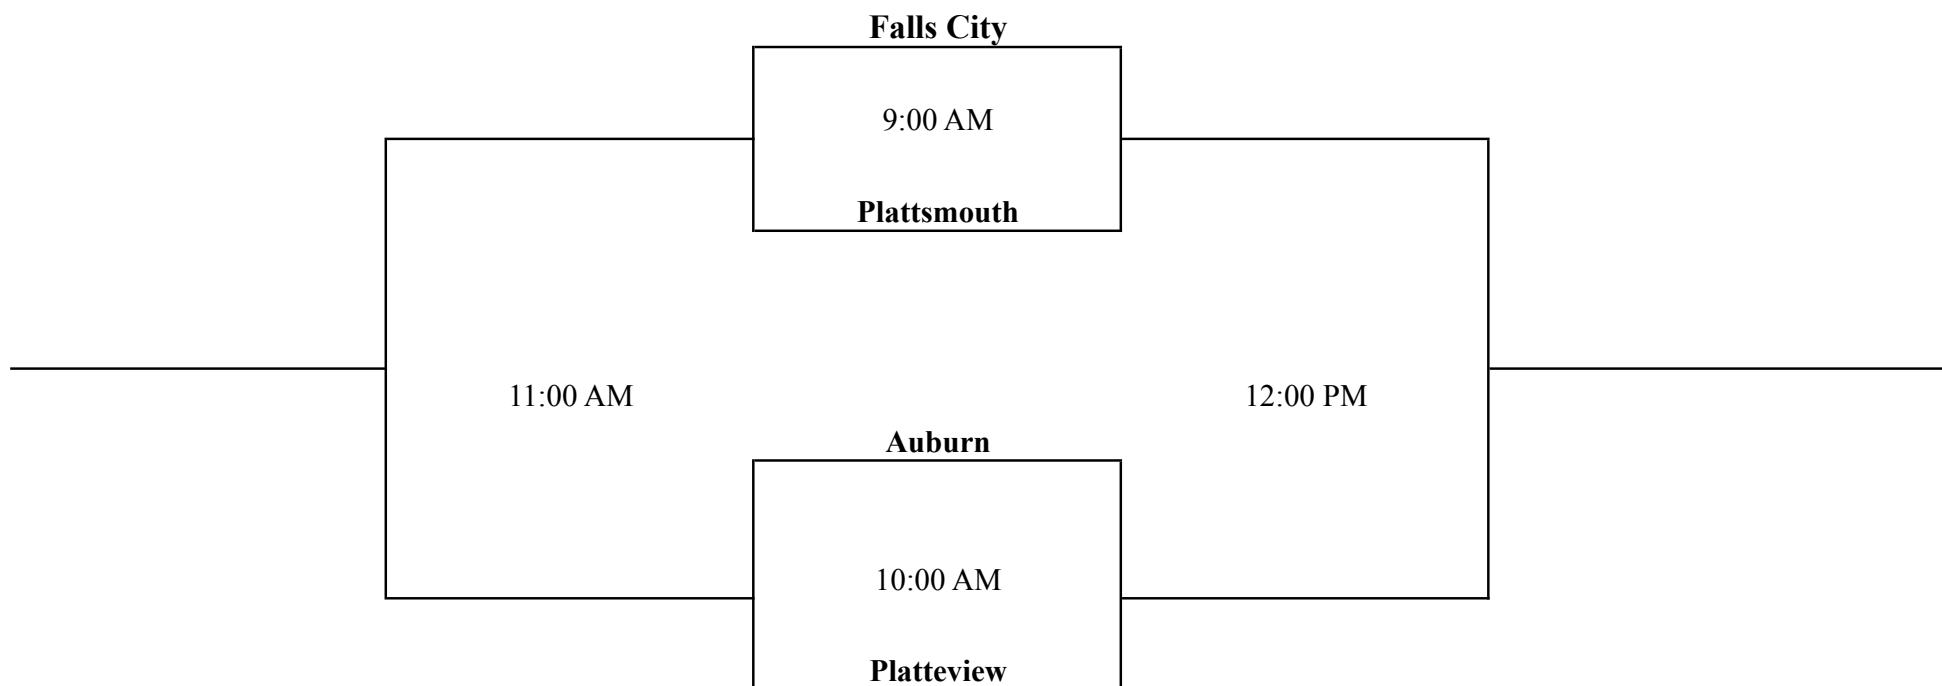 Falls City
9:00 AM
Plattsmouth
11:00 AM
12:00 PM
Auburn
10:00 AM
Platteview